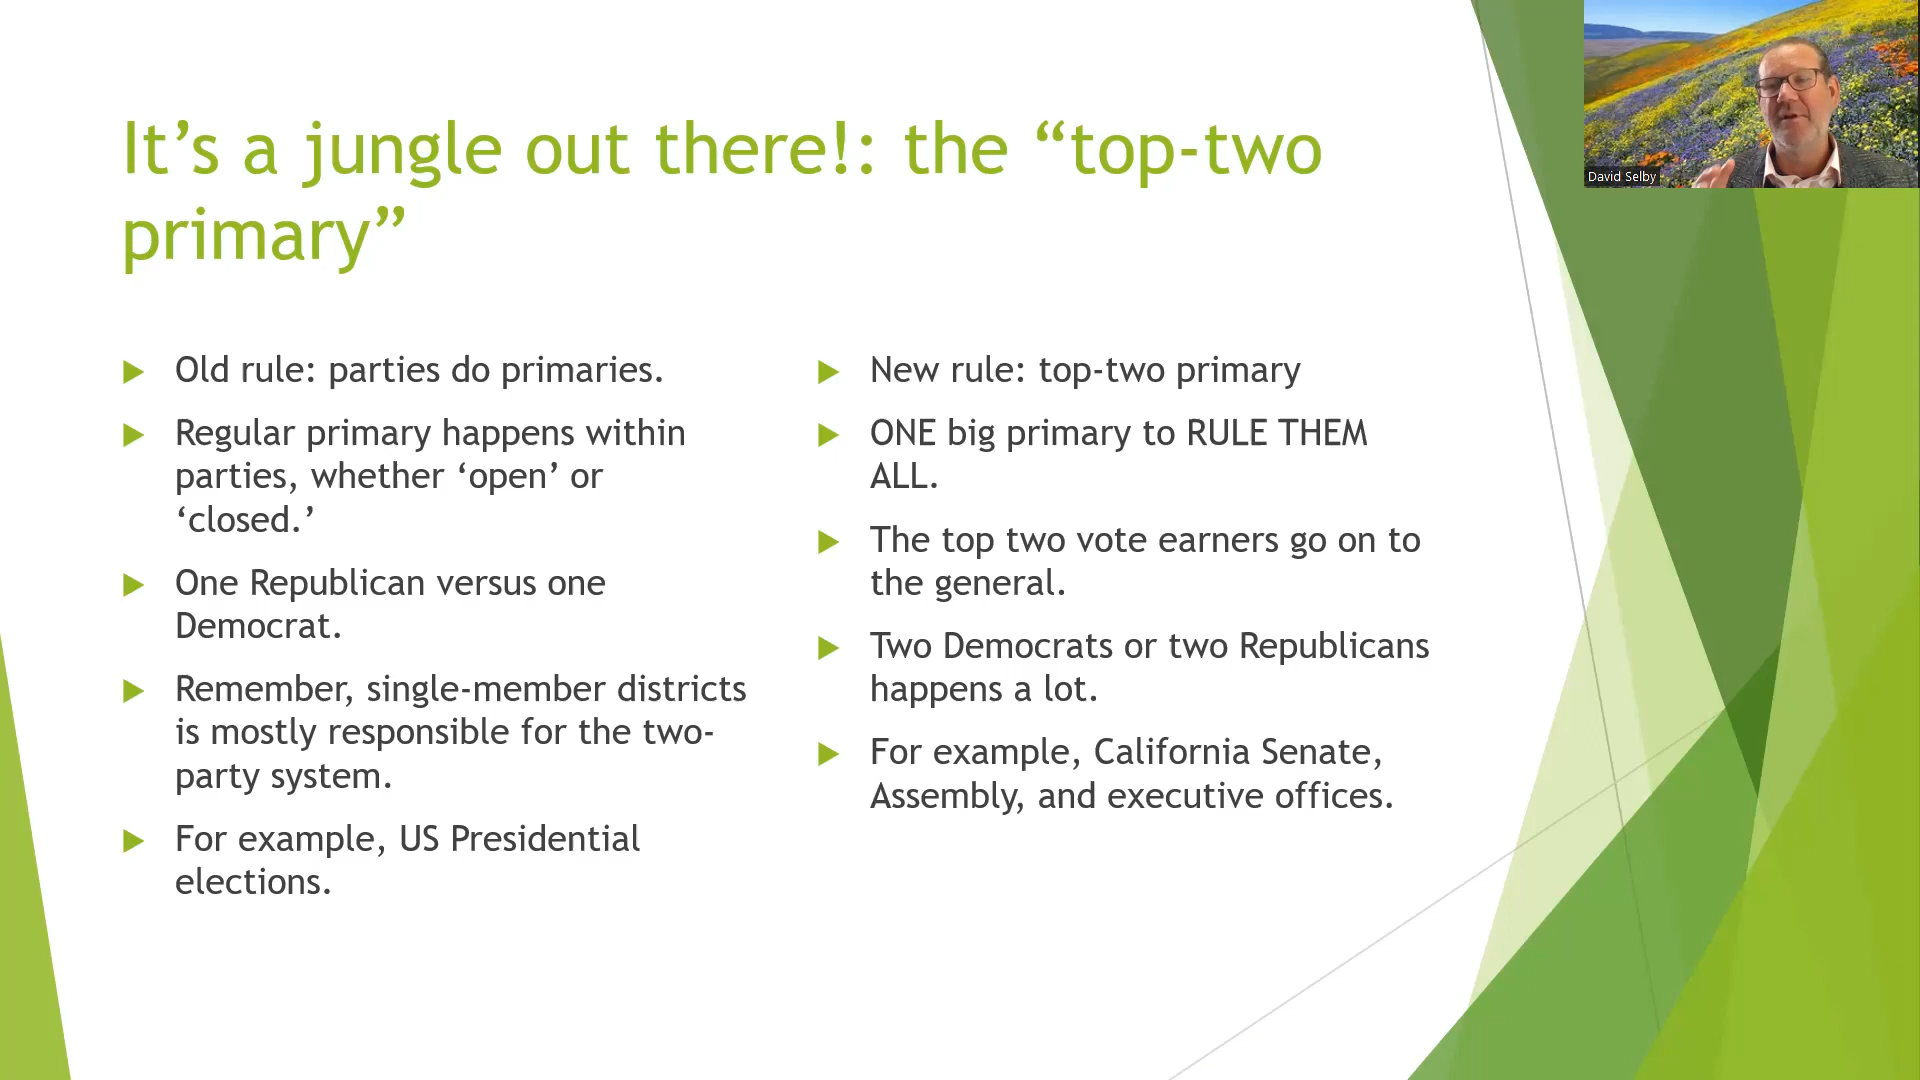 It’s a jungle out there!: the “top-two
primary”
Old rule: parties do primaries.
Regular primary happens within
parties, whether ‘open’ or
‘closed.’
One Republican versus one
Democrat.
Remember, single-member districts
is mostly responsible for the two-
party system.
For example, US Presidential
elections.
New rule: top-two primary
ONE big primary to RULE THEM
ALL.
The top two vote earners go on to
the general.
Two Democrats or two Republicans
happens a lot.
For example, California Senate,
Assembly, and executive offices.
David Selby